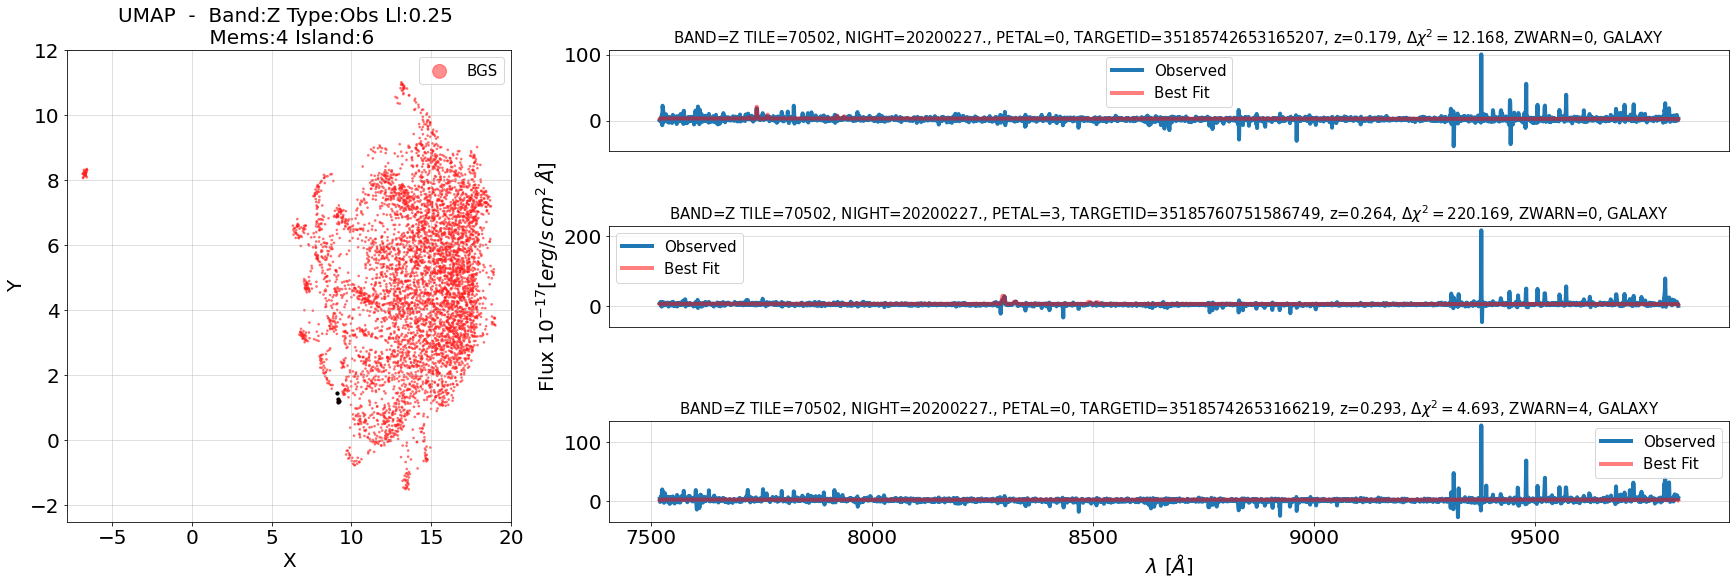 UMAP - Band:Z Type:Obs Ll:0.25
Mems:4 Island:6
BGS
12
10
8
6
4
2
0
−2
Y
−5
0
5
10
15
20
X
Flux 10^{-17}[erg/s cm^2 Å]
BAND=Z TILE=70502, NIGHT=20200227., PETAL=0, TARGETID=35185742653165207, z=0.179, Δχ²=12.168, ZWARN=0, GALAXY
Observed
Best Fit
100
0
BAND=Z TILE=70502, NIGHT=20200227., PETAL=3, TARGETID=35185760751586749, z=0.264, Δχ²=220.169, ZWARN=0, GALAXY
Observed
Best Fit
200
0
BAND=Z TILE=70502, NIGHT=20200227., PETAL=0, TARGETID=35185742653166219, z=0.293, Δχ²=4.693, ZWARN=4, GALAXY
Observed
Best Fit
100
0
7500
8000
8500
9000
9500
λ [Å]